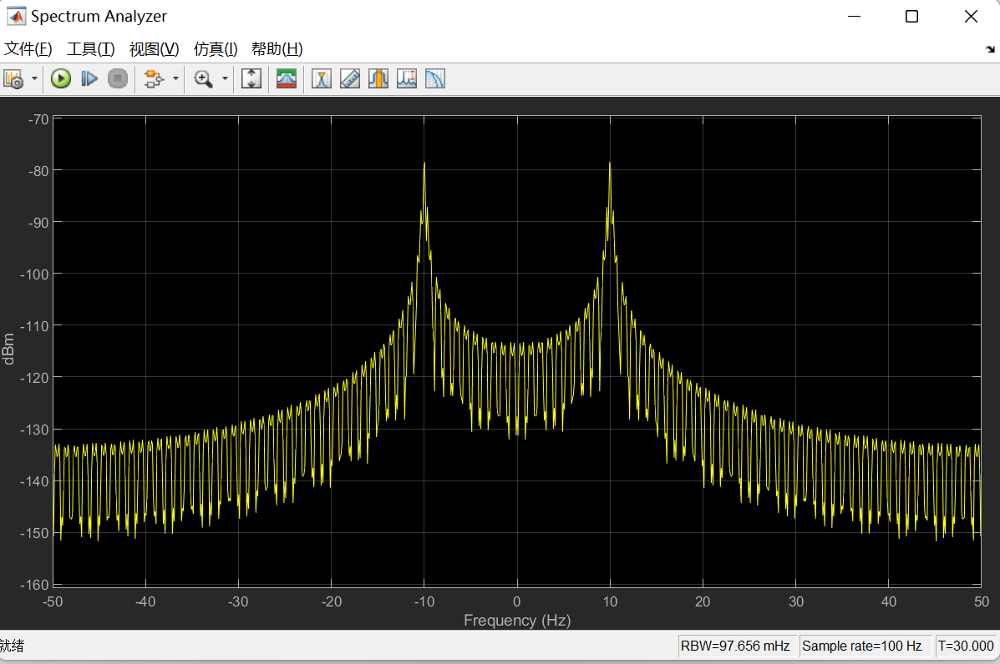 Spectrum Analyzer
文件(F) 工具(T) 视图(V) 仿真(I) 帮助(H)
-70
-80
-90
-100
-110
-120
-130
-140
-150
-160
dBm
-50 -40 -30 -20 -10 0 10 20 30 40 50
Frequency (Hz)
就绪 RBW=97.656 mHz Sample rate=100 Hz T=30.000